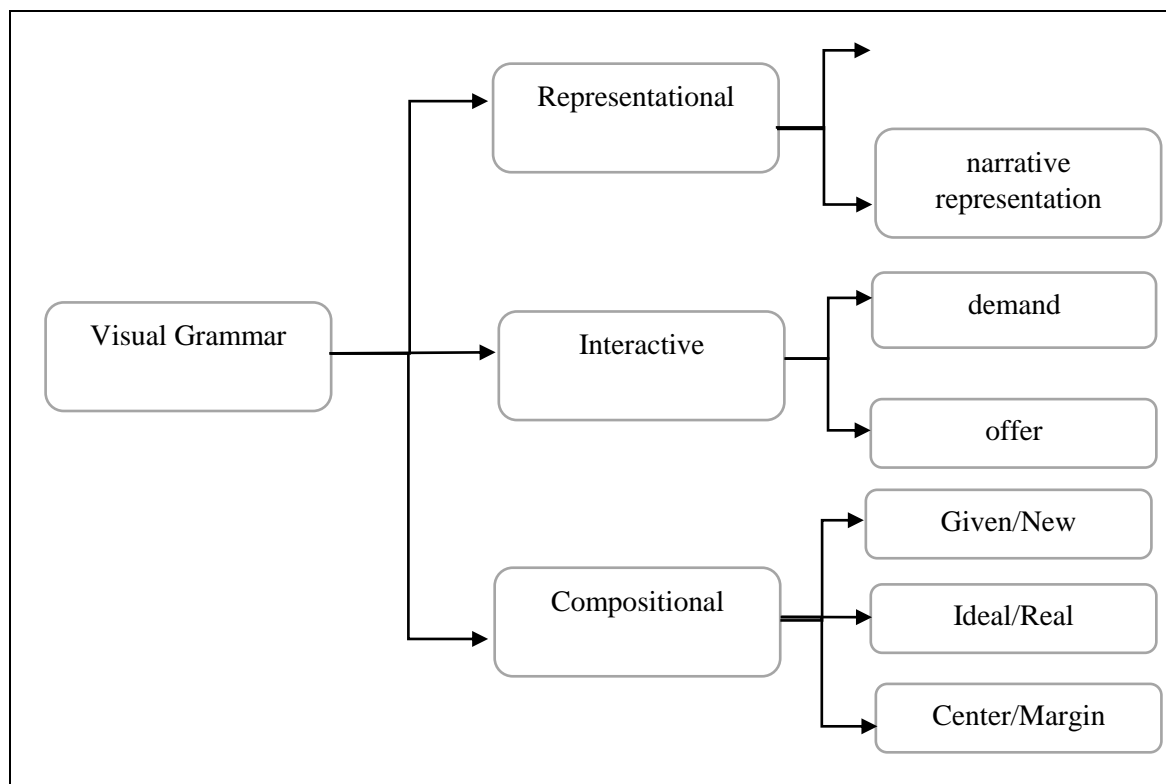 Representational
narrative
representation
Visual Grammar
Interactive
demand
offer
Compositional
Given/New
Ideal/Real
Center/Margin